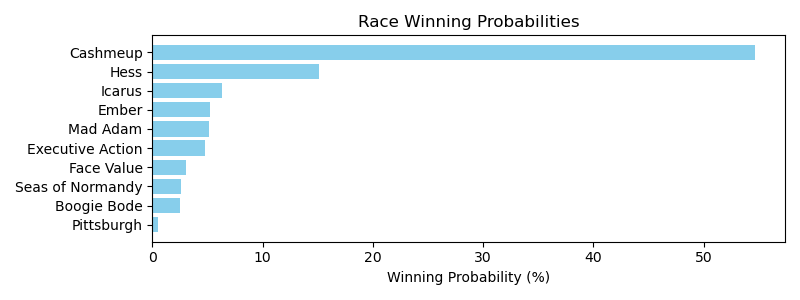 Race Winning Probabilities
Cashmeup
Hess
Icarus
Ember
Mad Adam
Executive Action
Face Value
Seas of Normandy
Boogie Bode
Pittsburgh
0 10 20 30 40 50
Winning Probability (%)